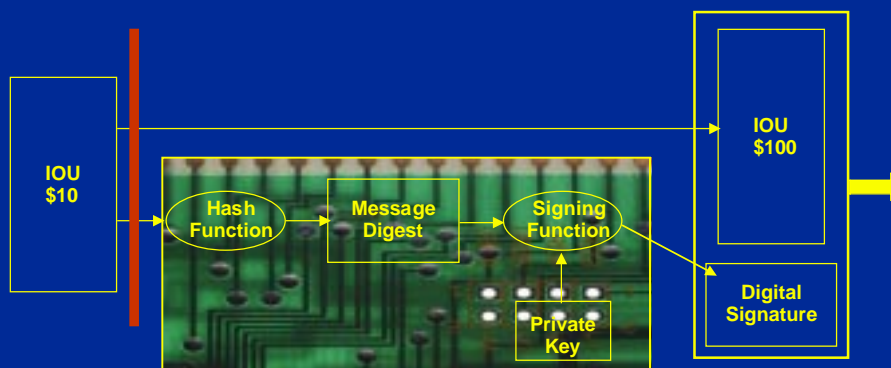 IOU
$10
Hash
Function
Message
Digest
Signing
Function
Private
Key
IOU
$100
Digital
Signature